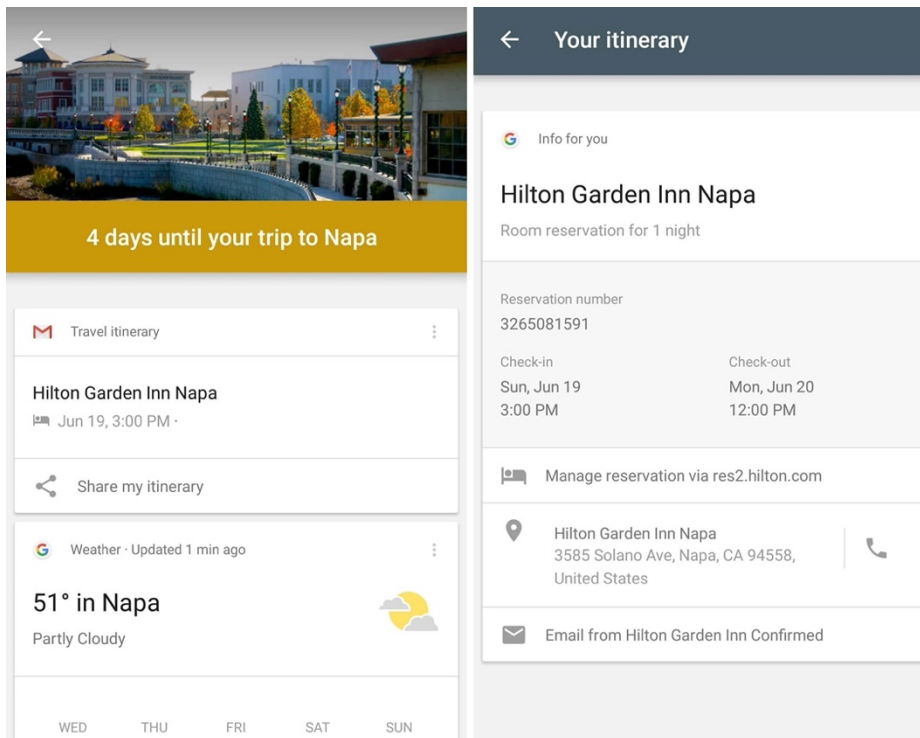 4 days until your trip to Napa
Travel itinerary
Hilton Garden Inn Napa
Jun 19, 3:00 PM ·
Share my itinerary
Weather · Updated 1 min ago
51° in Napa
Partly Cloudy
WED THU FRI SAT SUN
Your itinerary
Info for you
Hilton Garden Inn Napa
Room reservation for 1 night
Reservation number
3265081591
Check-in Check-out
Sun, Jun 19 Mon, Jun 20
3:00 PM 12:00 PM
Manage reservation via res2.hilton.com
Hilton Garden Inn Napa
3585 Solano Ave, Napa, CA 94558,
United States
Email from Hilton Garden Inn Confirmed